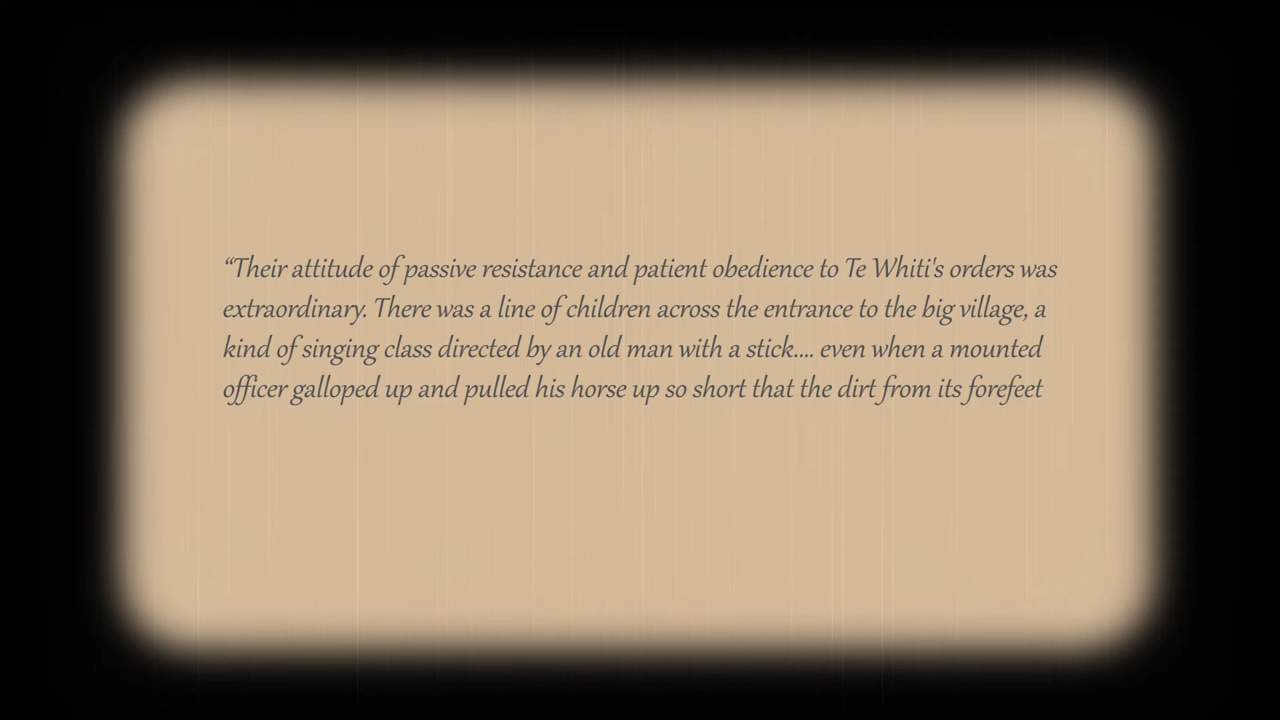 “Their attitude of passive resistance and patient obedience to Te Whiti's orders was
extraordinary. There was a line of children across the entrance to the big village, a
kind of singing class directed by an old man with a stick.... even when a mounted
officer galloped up and pulled his horse up so short that the dirt from its forefeet